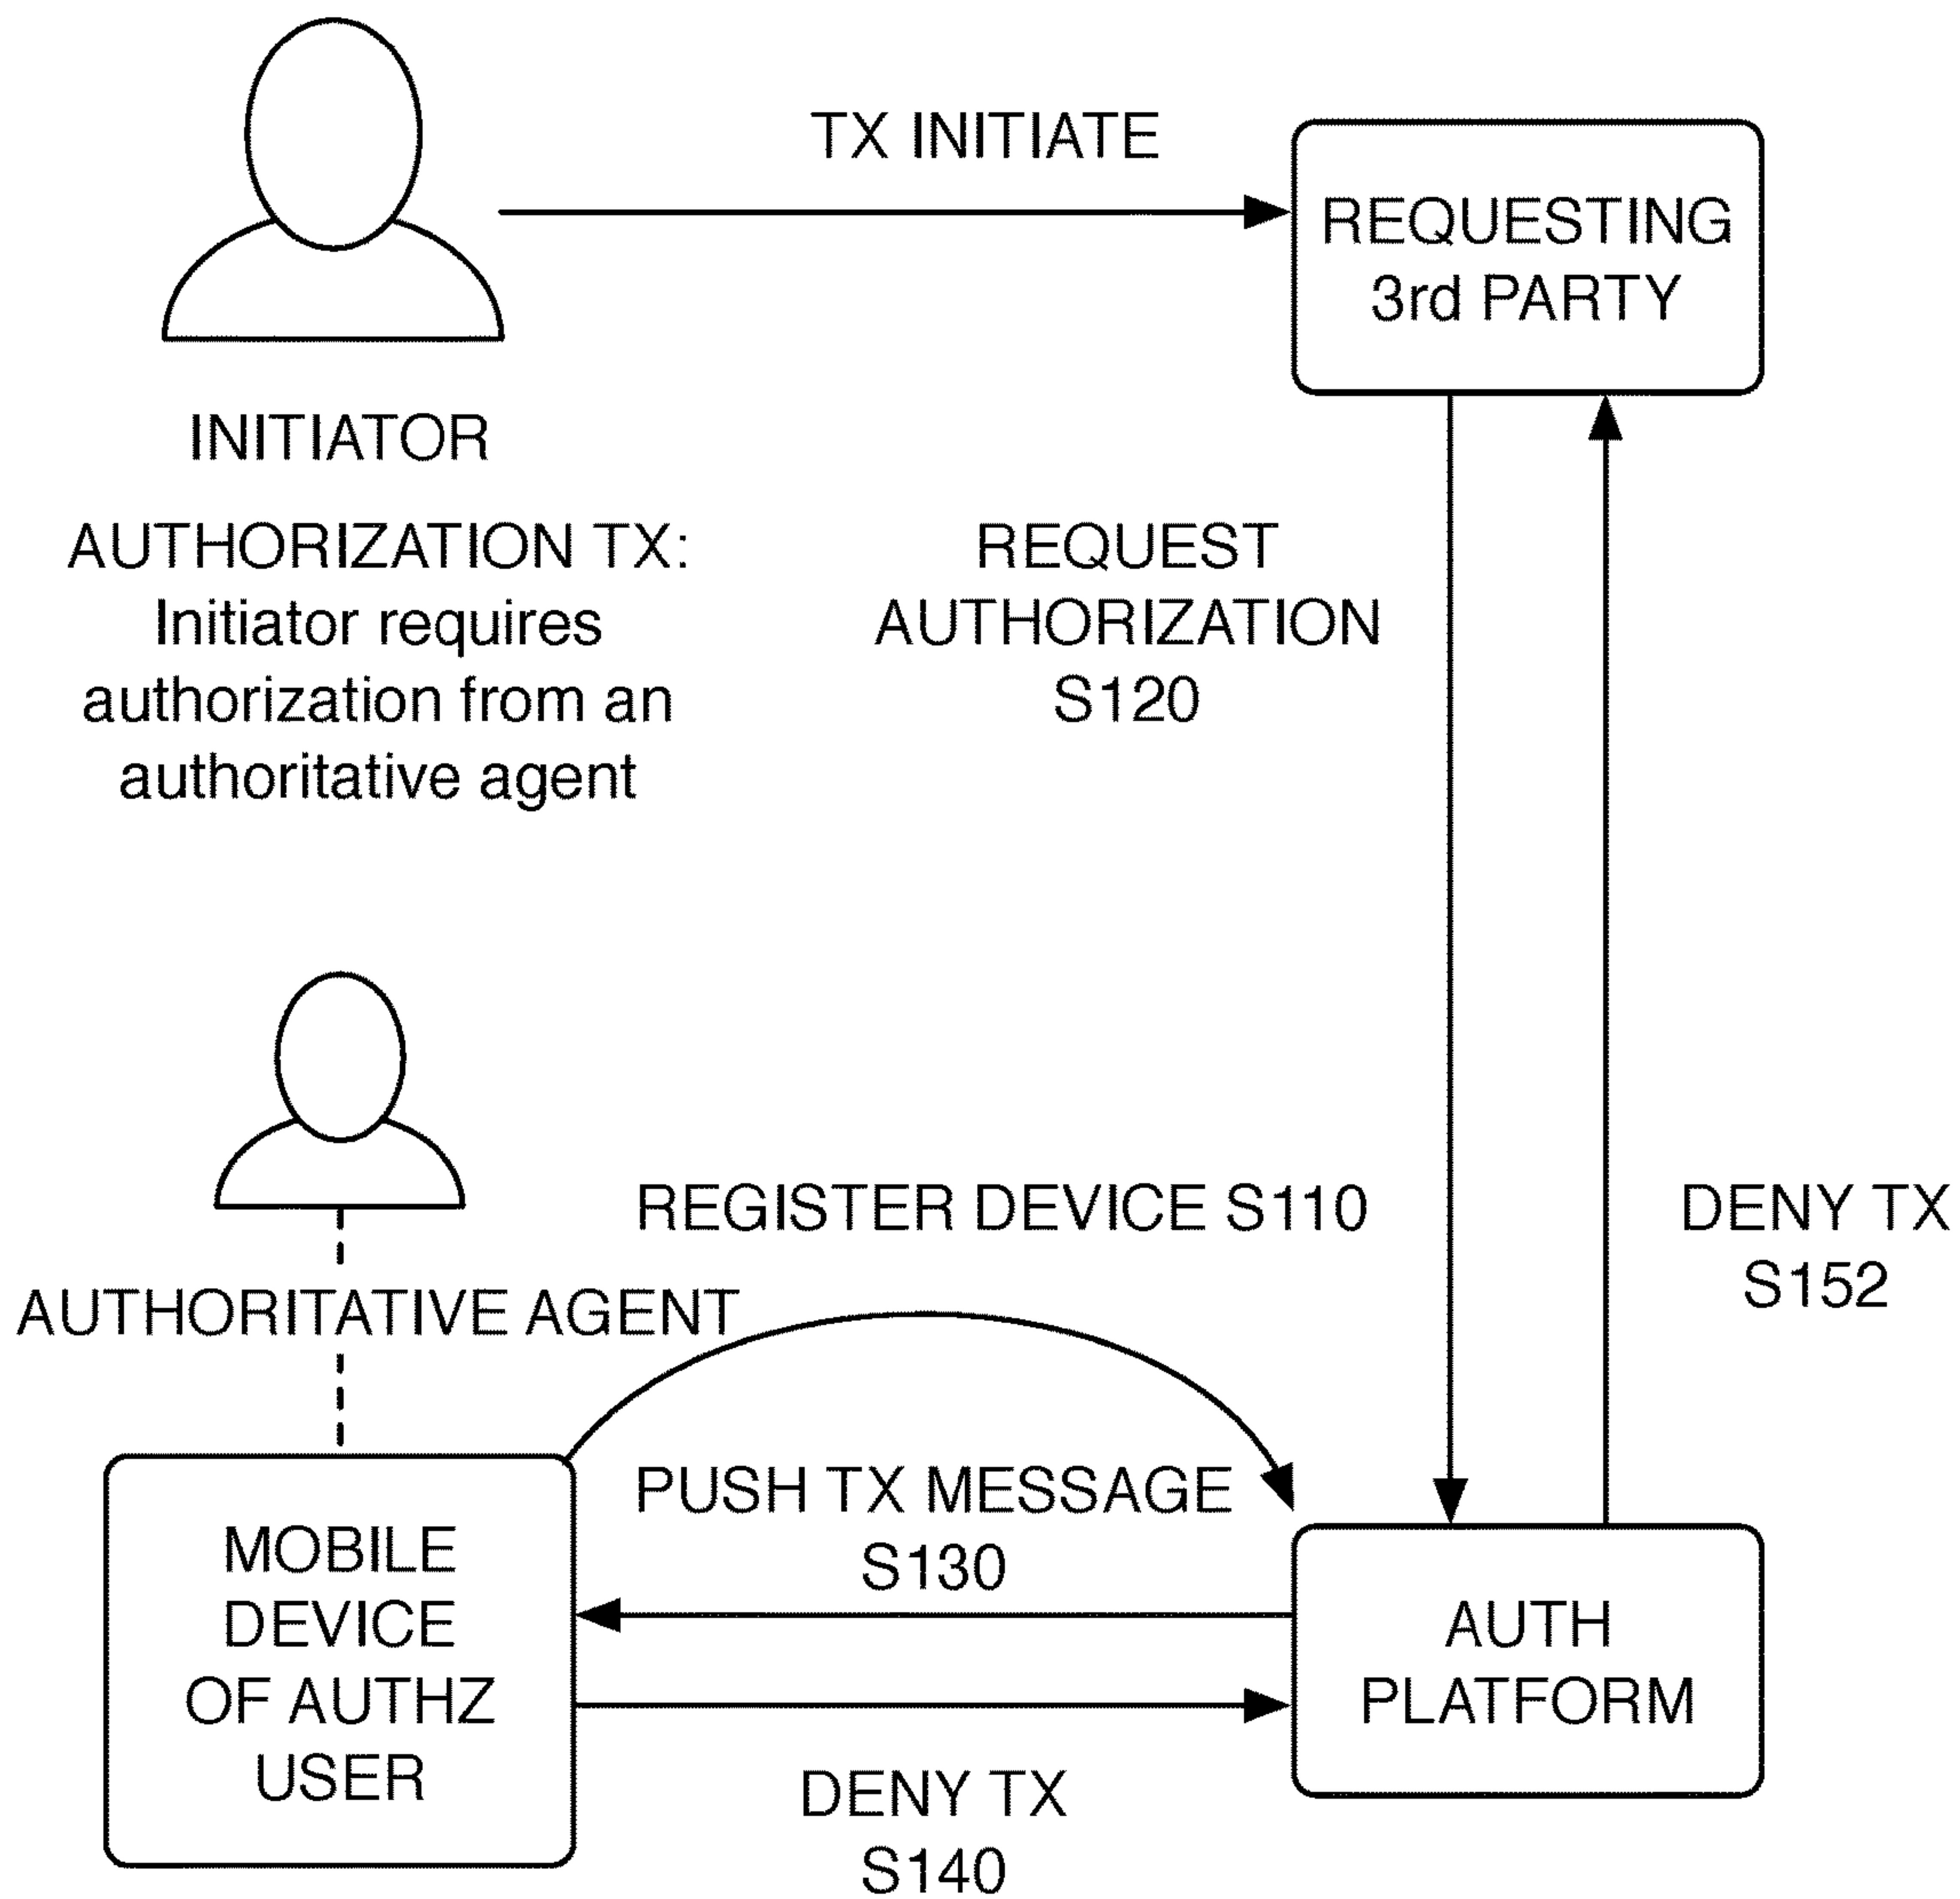 TX INITIATE
REQUESTING
3rd PARTY
INITIATOR
AUTHORIZATION TX:
Initiator requires
authorization from an
authoritative agent
REQUEST
AUTHORIZATION
S120
REGISTER DEVICE S110
DENY TX
S152
AUTHORITATIVE AGENT
PUSH TX MESSAGE
S130
MOBILE
DEVICE
OF AUTHZ
USER
AUTH
PLATFORM
DENY TX
S140